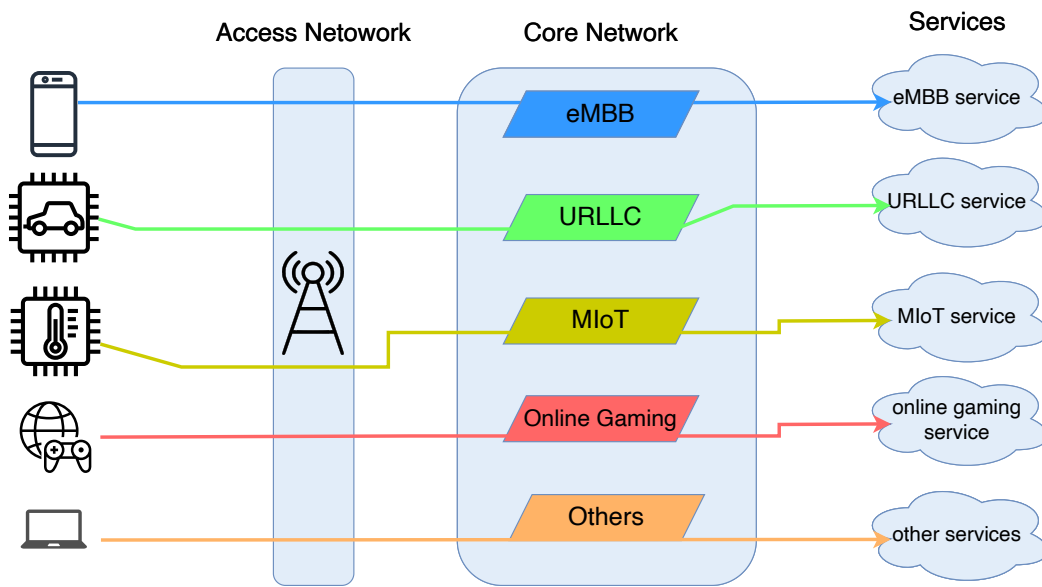 Access Netowork
Core Network
Services
eMBB
eMBB service
URLLC
URLLC service
MIoT
MIoT service
Online Gaming
online gaming
service
Others
other services